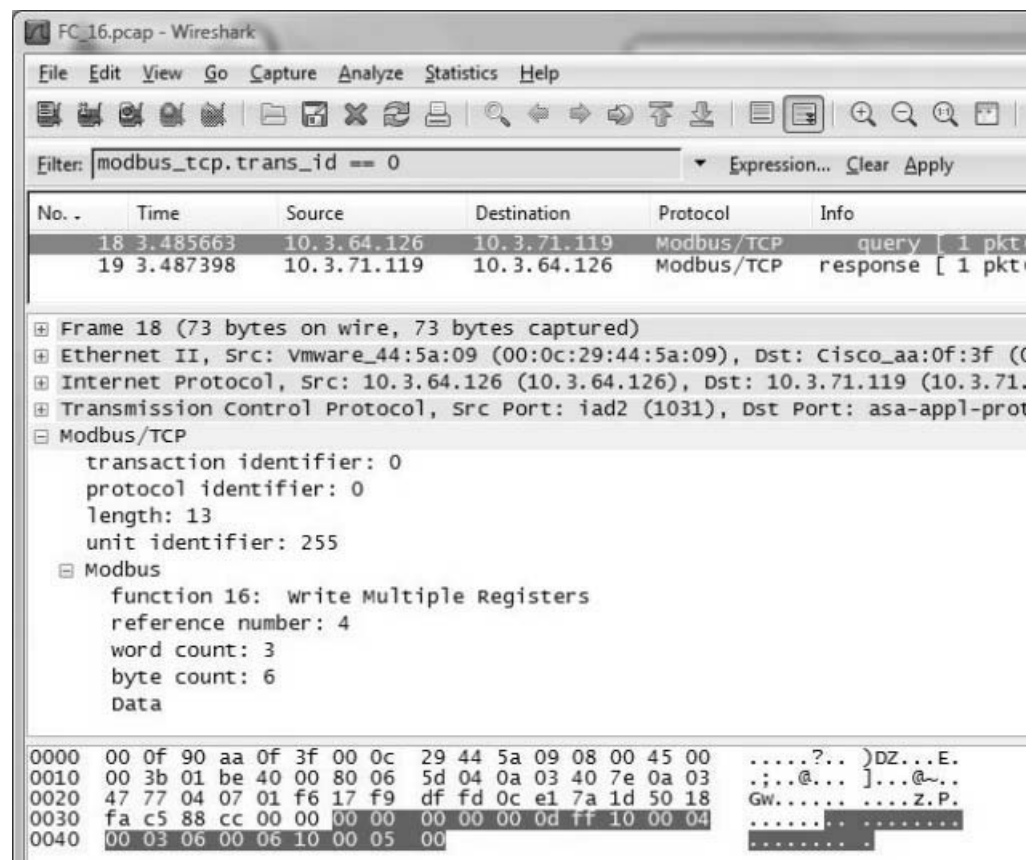 FC_16.pcap - Wireshark
File Edit View Go Capture Analyze Statistics Help
Filter: modbus_tcp.trans_id == 0 Expression... Clear Apply
No. . Time Source Destination Protocol Info
18 3.485663 10.3.64.126 10.3.71.119 Modbus/TCP query [ 1 pkt(
19 3.487398 10.3.71.119 10.3.64.126 Modbus/TCP response [ 1 pkt(
Frame 18 (73 bytes on wire, 73 bytes captured)
Ethernet II, Src: Vmware_44:5a:09 (00:0c:29:44:5a:09), Dst: Cisco_aa:0f:3f (0
Internet Protocol, Src: 10.3.64.126 (10.3.64.126), Dst: 10.3.71.119 (10.3.71.
Transmission Control Protocol, Src Port: iad2 (1031), Dst Port: asa-appl-prot
Modbus/TCP
transaction identifier: 0
protocol identifier: 0
length: 13
unit identifier: 255
Modbus
function 16: Write Multiple Registers
reference number: 4
word count: 3
byte count: 6
Data
0000 00 0f 90 aa 0f 3f 00 0c 29 44 5a 09 08 00 45 00 .....?.. )DZ...E.
0010 00 3b 01 be 40 00 80 06 5d 04 0a 03 40 7e 0a 03 .;..@... ]...@~..
0020 47 77 04 07 01 f6 17 f9 df fd 0c e1 7a 1d 50 18 Gw...... ....z.P.
0030 fa c5 88 cc 00 00 00 00 00 00 00 0d ff 10 00 04 ........ ........
0040 00 03 06 00 06 10 00 05 00 ........ .